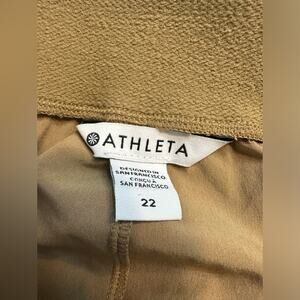 ATHLETA
DESIGNED IN
SAN FRANCISCO
CONÇU À
SAN FRANCISCO
22